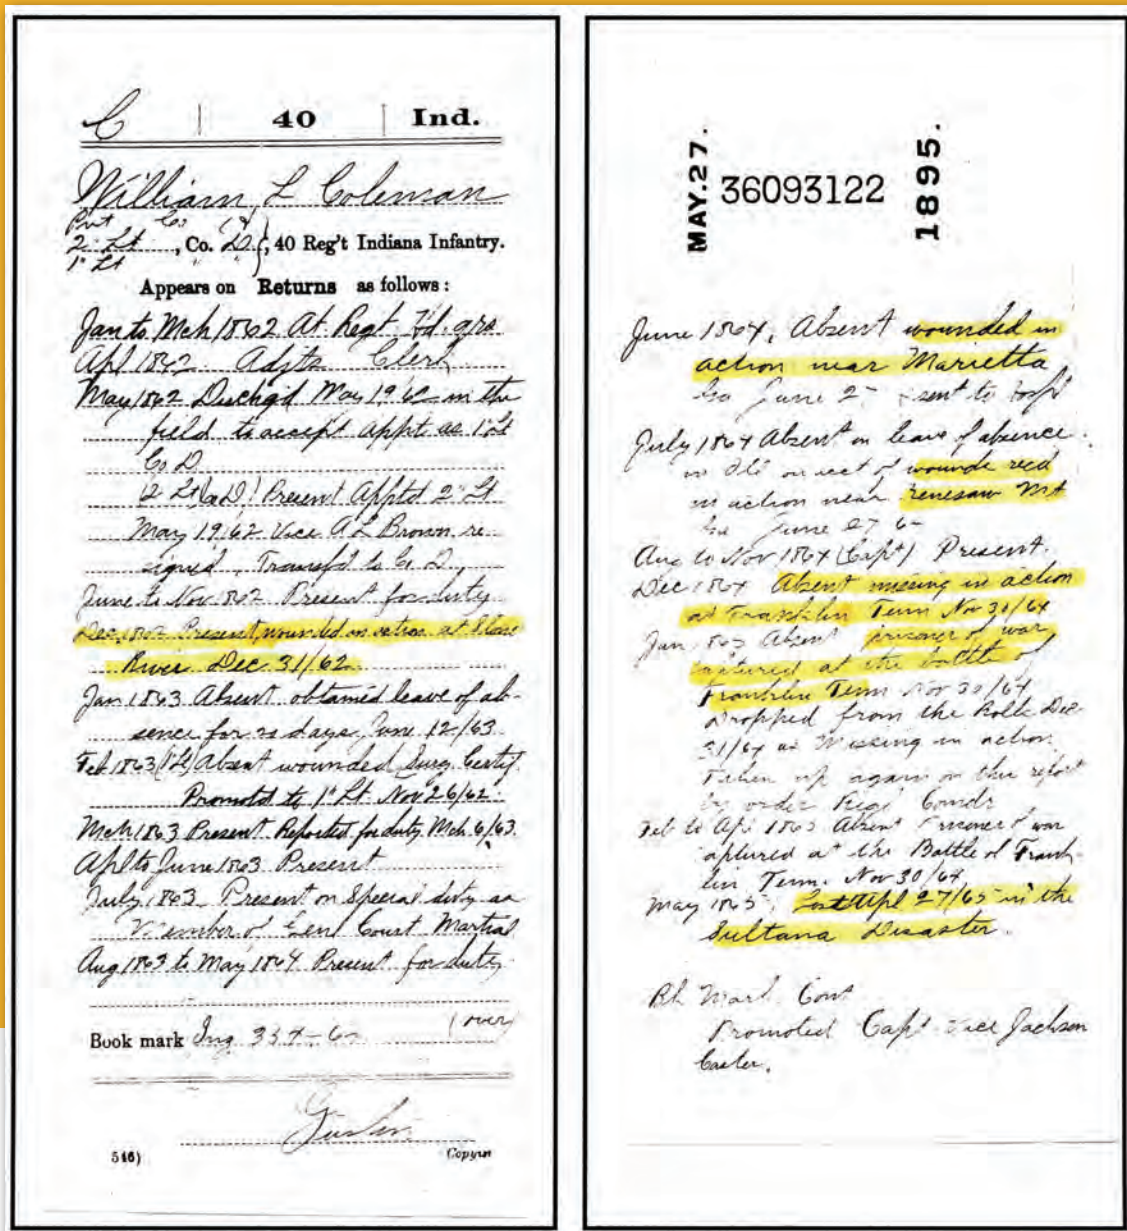 C | 40 | Ind.
William L Coleman
Pvt Co
2" Lt, Co. D, 40 Reg't Indiana Infantry.
1" Lt
Appears on Returns as follows:
Jan to Mch 1862 At Regt Hd. qrs
Apl 1862 Adjts Clerk
May 1862 Dischgd May 19, 62 in the
field to accept appt as 1" Lt
Co D
2 Lt Co D! Present Apptd 2" Lt
May 19, 62 Vice A L Brown re-
signed. Transf'd to Co D.
June to Nov 1862 Present for duty
Dec. 1862 Present, wounded in action at Stone
River Dec 31/62
Jan 1863 Absent obtained leave of ab-
sence for 20 days, 12/63
Feb 1863 (1" Lt) Absent wounded Surg. Certif.
Promotd to 1" Lt. Nov 26/62
Mch 1863 Present Reported for duty Mch 6/63.
Apl to June 1863 Present
July 1863 Present on Special duty as
Member of Genl Court Martial
Aug 1863 to May 1864 Present for duty
Book mark (over)
546) Copyist
MAY.27. 36093122 1895.
June 1864, Absent wounded in
action near Marietta
Ga June 27 sent to hospt
July 1864 Absent on leave of absence
in on acct of wounds recd
in action near Kenesaw Mt
Ga June 27 64
Aug to Nov 1864 (Capt) Present.
Dec 1864 Absent missing in action
at Franklin Tenn Nov 30/64
Jan 1865 Absent prisoner of war
captured at the battle of
Franklin Tenn Nov 30/64
Dropped from the Rolls Dec
31/64 as Missing in action
Taken up again on this report
by order Regt Comdr
Feb to Apl 1865 Absent Prisoner of war
captured at the Battle of Frank-
lin Tenn. Nov 30/64
May 1865, Lost Apl 27/65 in the
Sultana Disaster.
Promoted Capt Vice Jackson
Carter.